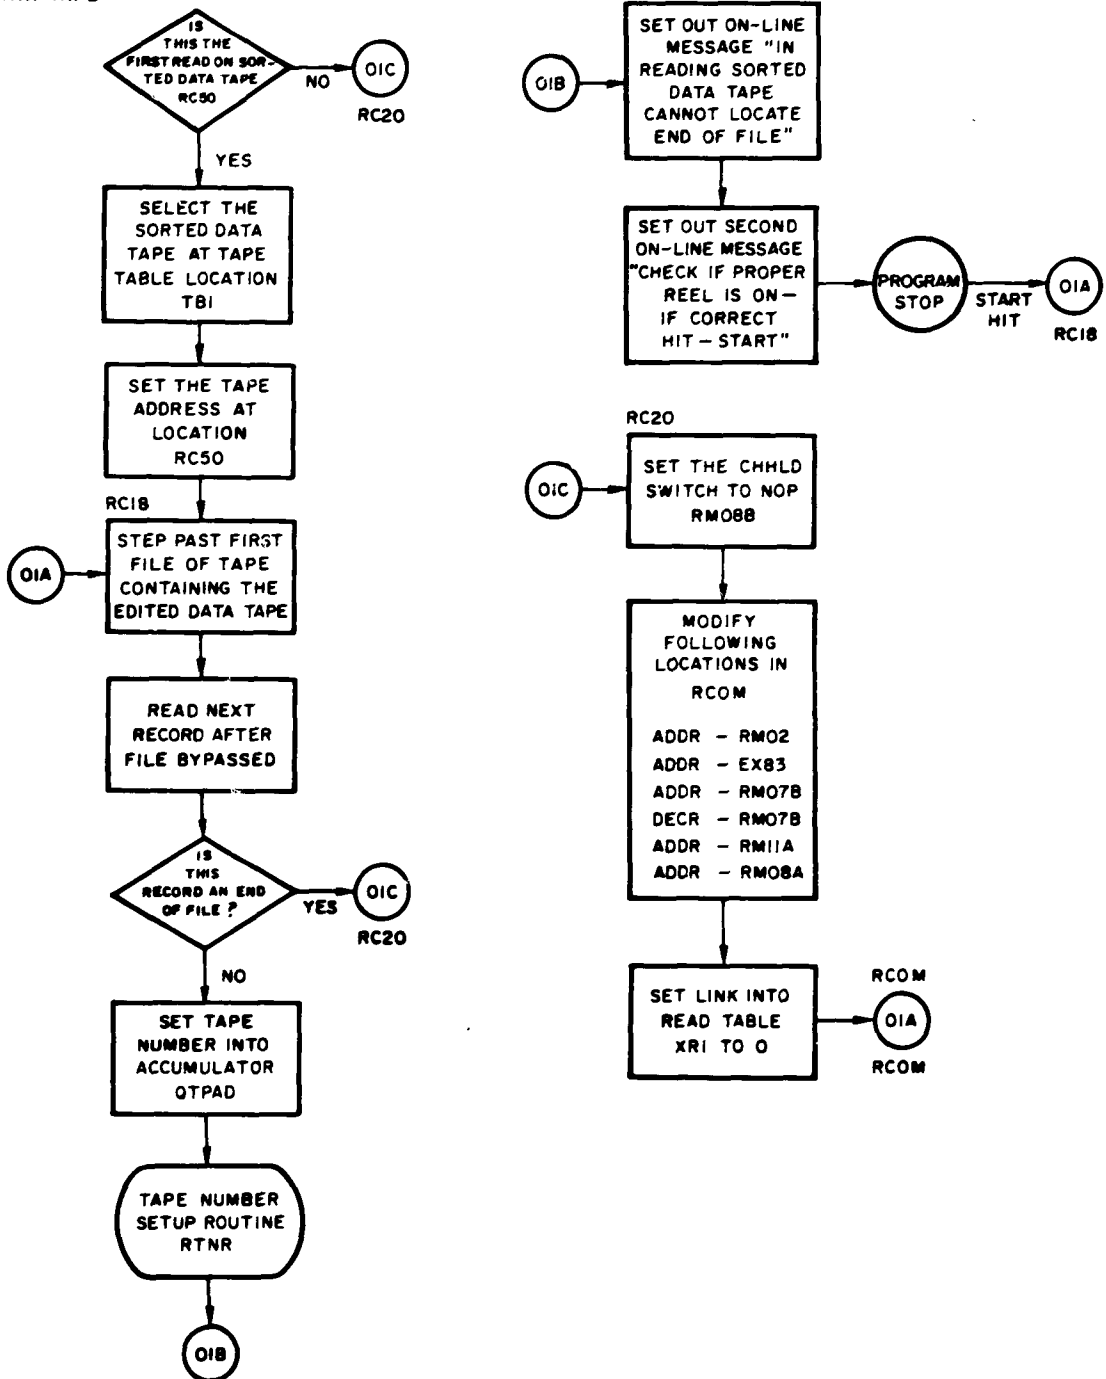 IS
THIS THE
FIRST READ ON SOR-
TED DATA TAPE
RC50
NO
01C
RC20
YES
SELECT THE
SORTED DATA
TAPE AT TAPE
TABLE LOCATION
TB1
SET THE TAPE
ADDRESS AT
LOCATION
RC50
RC18
01A
STEP PAST FIRST
FILE OF TAPE
CONTAINING THE
EDITED DATA TAPE
READ NEXT
RECORD AFTER
FILE BYPASSED
IS
THIS
RECORD AN END
OF FILE?
YES
01C
RC20
NO
SET TAPE
NUMBER INTO
ACCUMULATOR
QTPAD
TAPE NUMBER
SETUP ROUTINE
RTNR
01B
01B
SET OUT ON-LINE
MESSAGE "IN
READING SORTED
DATA TAPE
CANNOT LOCATE
END OF FILE"
SET OUT SECOND
ON-LINE MESSAGE
"CHECK IF PROPER
REEL IS ON-
IF CORRECT
HIT-START"
PROGRAM
STOP
START
HIT
01A
RC18
RC20
01C
SET THE CHHLD
SWITCH TO NOP
RM08B
MODIFY
FOLLOWING
LOCATIONS IN
RCOM
ADDR - RM02
ADDR - EX83
ADDR - RM07B
DECR - RM07B
ADDR - RM11A
ADDR - RM08A
SET LINK INTO
READ TABLE
XR1 TO 0
RCOM
01A
RCOM